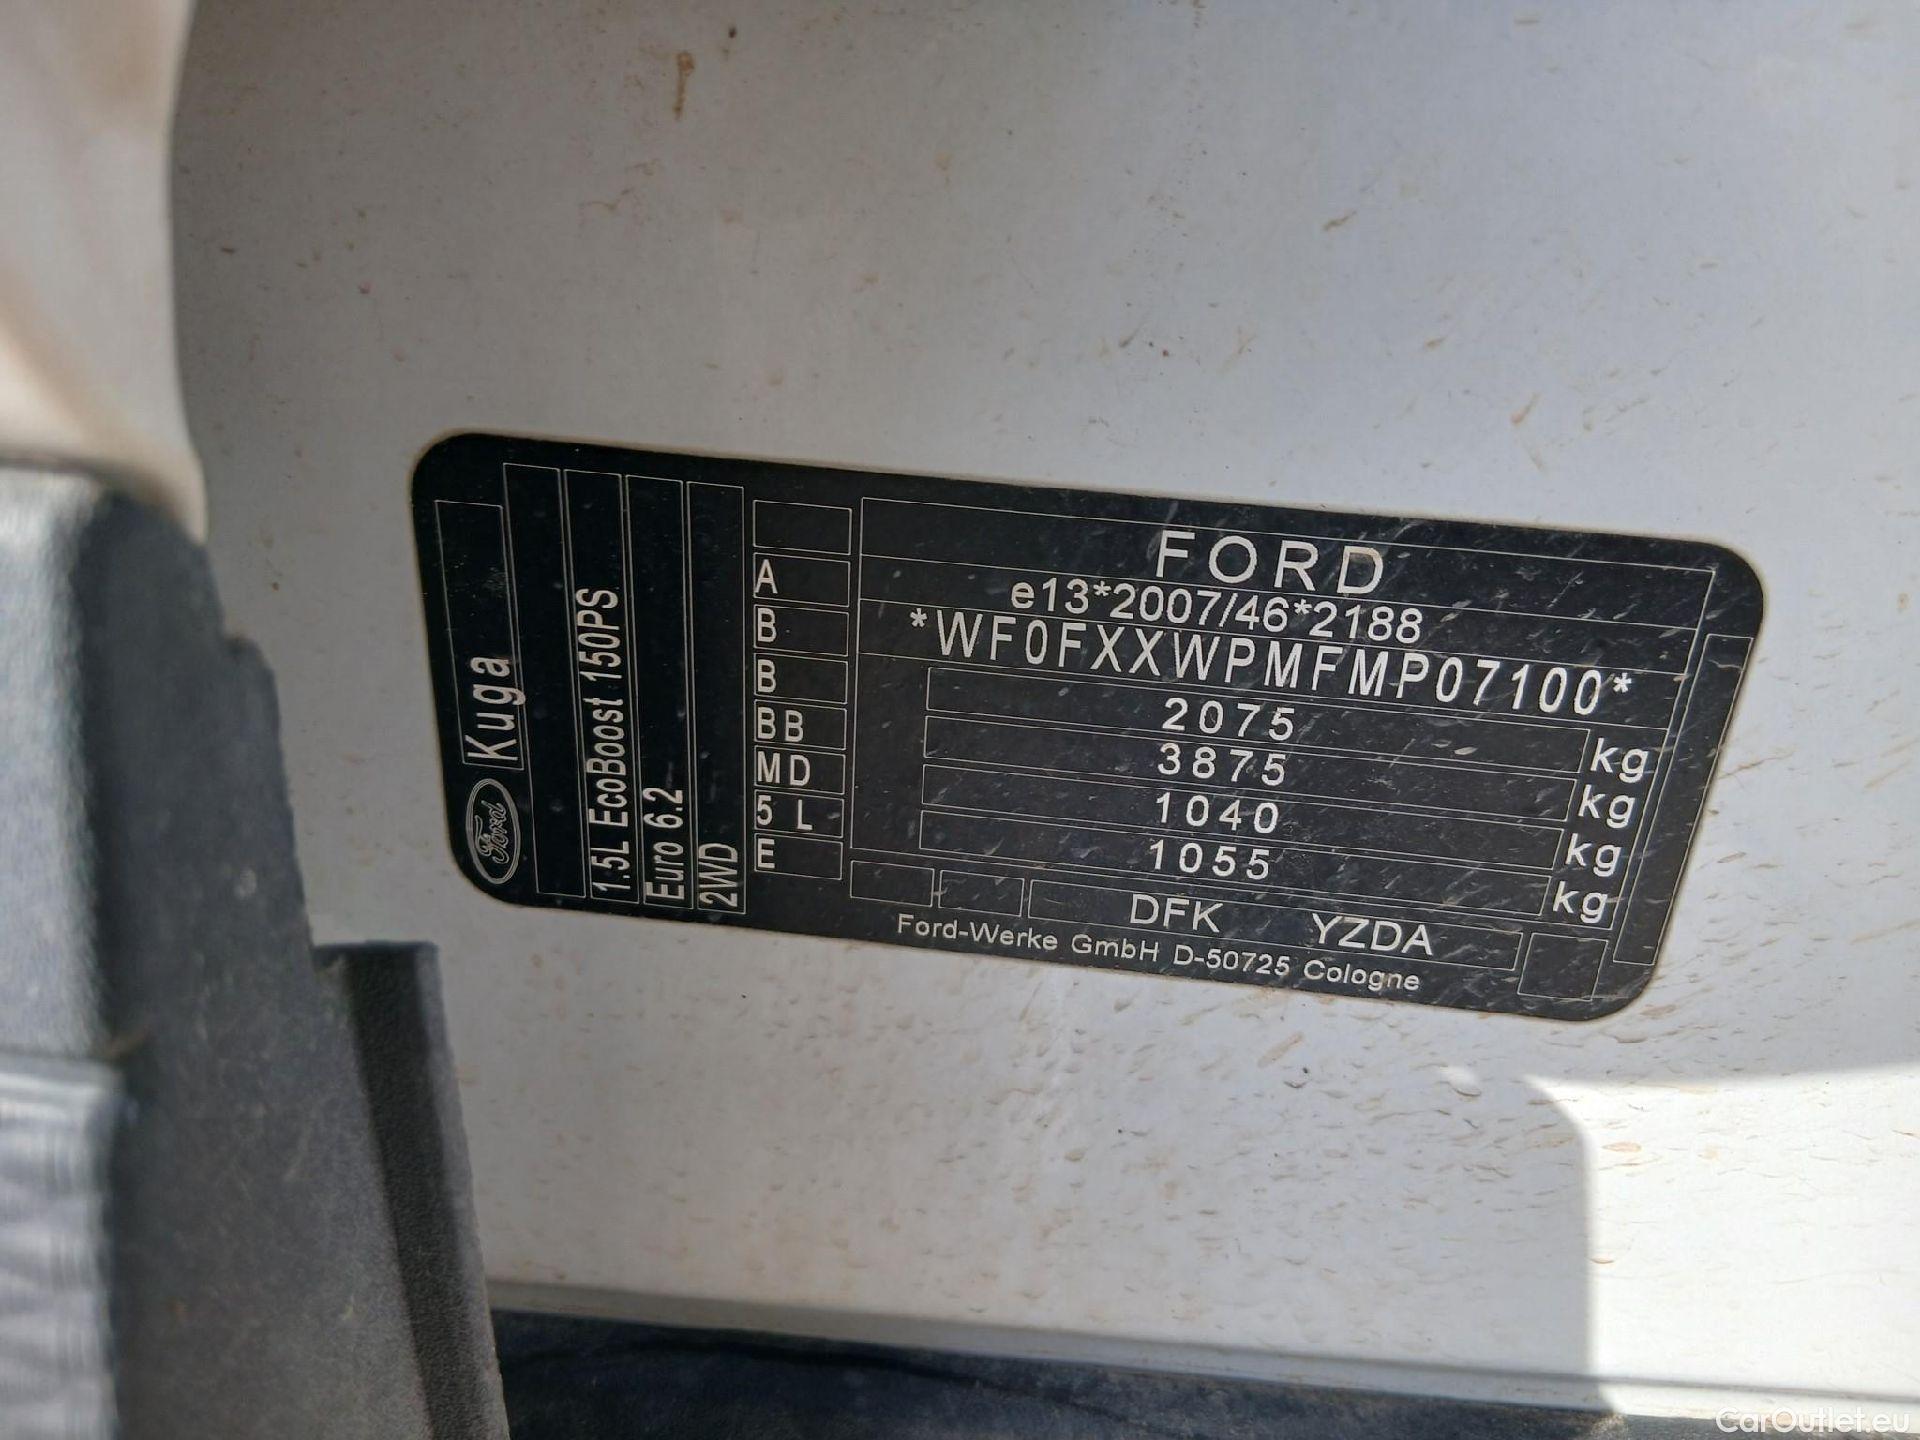 Ford
Kuga
1.5L EcoBoost 150PS
Euro 6.2
2WD
A
B
B
BB
MD
5 L
E
FORD
e13*2007/46*2188
*WF0FXXWPMFMP07100*
2075 kg
3875 kg
1040 kg
1055 kg
DFK YZDA
Ford-Werke GmbH D-50725 Cologne
CarOutlet.eu